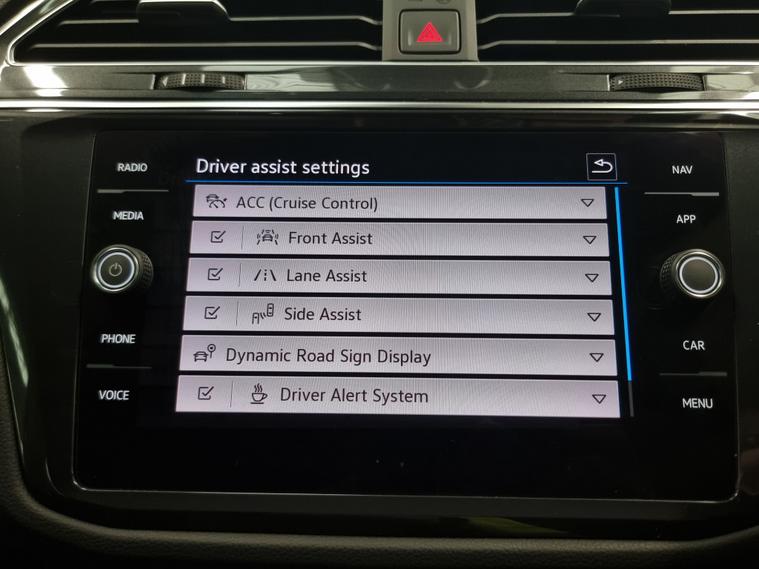 RADIO
Driver assist settings
NAV
ACC (Cruise Control)
MEDIA
APP
Front Assist
Lane Assist
Side Assist
PHONE
CAR
Dynamic Road Sign Display
VOICE
Driver Alert System
MENU